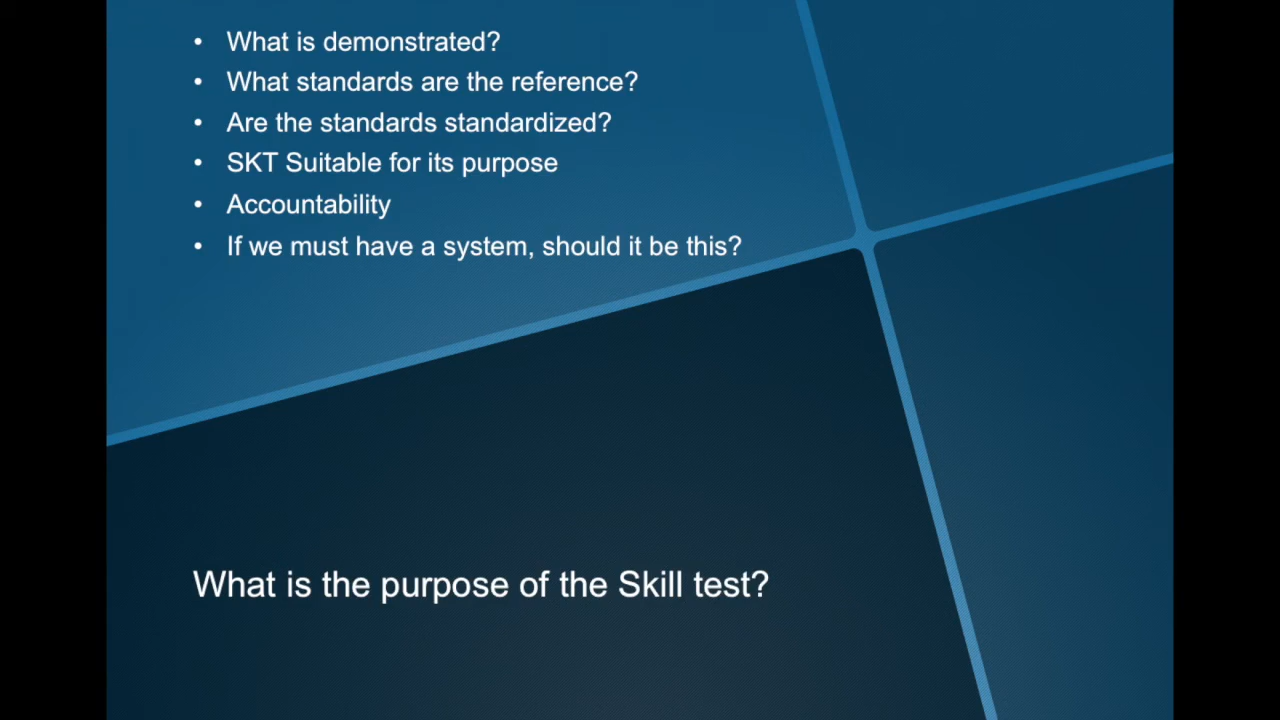 • What is demonstrated?
• What standards are the reference?
• Are the standards standardized?
• SKT Suitable for its purpose
• Accountability
• If we must have a system, should it be this?
What is the purpose of the Skill test?